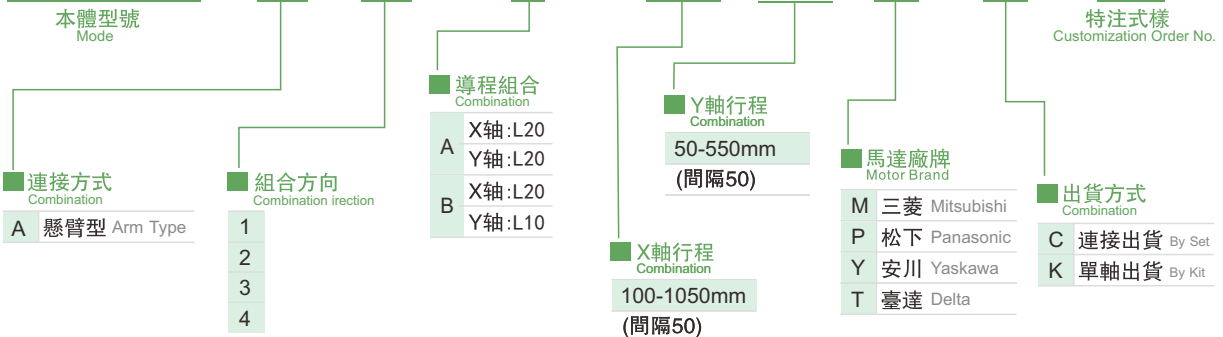 本體型號
Mode
特注式樣
Customization Order No.
連接方式
Combination
A 懸臂型 Arm Type
組合方向
Combination irection
1
2
3
4
導程組合
Combination
A
X轴:L20
Y轴:L20
B
X轴:L20
Y轴:L10
X軸行程
Combination
100-1050mm
(間隔50)
Y軸行程
Combination
50-550mm
(間隔50)
馬達廠牌
Motor Brand
M 三菱 Mitsubishi
P 松下 Panasonic
Y 安川 Yaskawa
T 臺達 Delta
出貨方式
Combination
C 連接出貨 By Set
K 單軸出貨 By Kit